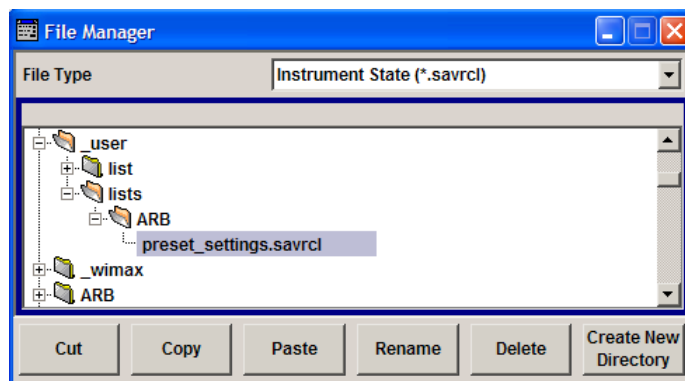 File Manager
File Type
Instrument State (*.savrcl)
_user
list
lists
ARB
preset_settings.savrcl
_wimax
ARB
Cut
Copy
Paste
Rename
Delete
Create New
Directory